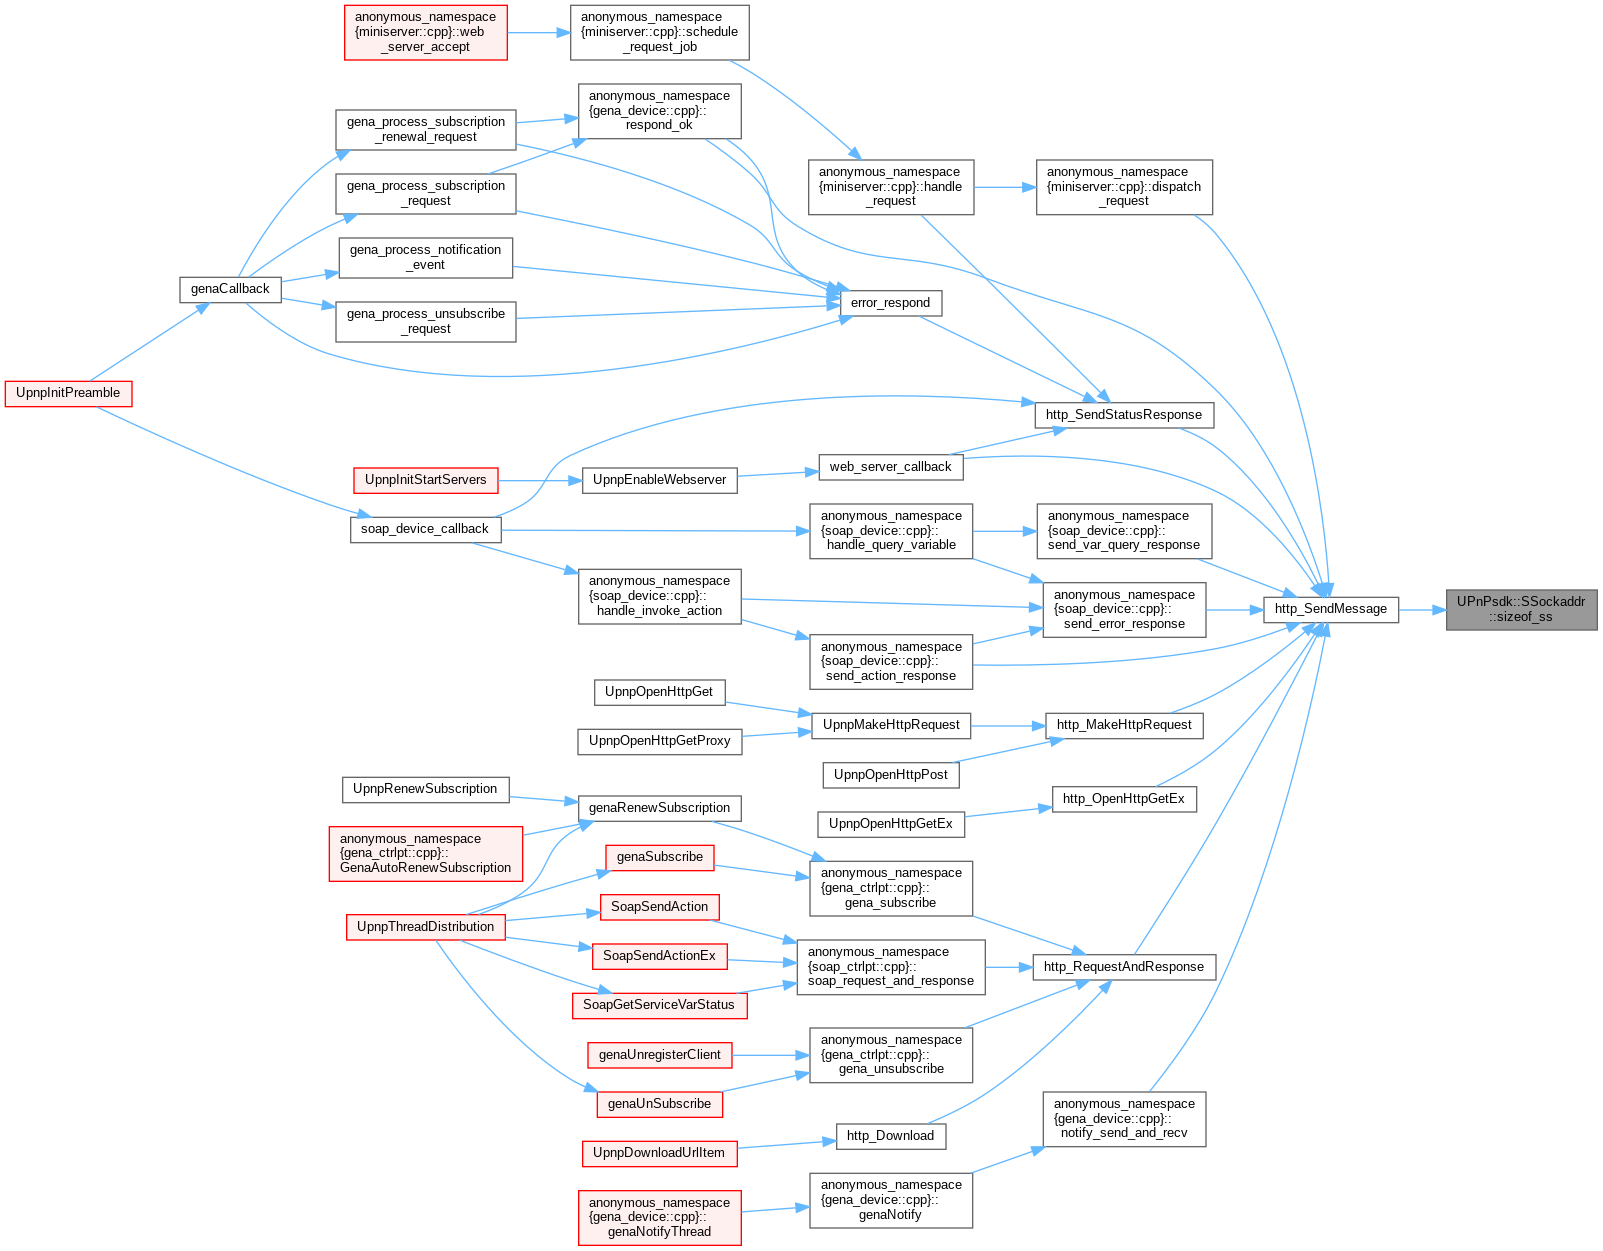 anonymous_namespace
{miniserver::cpp}::web
_server_accept
anonymous_namespace
{miniserver::cpp}::schedule
_request_job
anonymous_namespace
{gena_device::cpp}::
respond_ok
gena_process_subscription
_renewal_request
gena_process_subscription
_request
gena_process_notification
_event
gena_process_unsubscribe
_request
genaCallback
UpnpInitPreamble
anonymous_namespace
{miniserver::cpp}::handle
_request
anonymous_namespace
{miniserver::cpp}::dispatch
_request
error_respond
http_SendStatusResponse
web_server_callback
UpnpEnableWebserver
UpnpInitStartServers
soap_device_callback
anonymous_namespace
{soap_device::cpp}::
handle_query_variable
anonymous_namespace
{soap_device::cpp}::
send_var_query_response
anonymous_namespace
{soap_device::cpp}::
handle_invoke_action
anonymous_namespace
{soap_device::cpp}::
send_error_response
http_SendMessage
UPnPsdk::SSockaddr
::sizeof_ss
anonymous_namespace
{soap_device::cpp}::
send_action_response
UpnpOpenHttpGet
UpnpMakeHttpRequest
http_MakeHttpRequest
UpnpOpenHttpGetProxy
UpnpOpenHttpPost
UpnpRenewSubscription
genaRenewSubscription
http_OpenHttpGetEx
UpnpOpenHttpGetEx
anonymous_namespace
{gena_ctrlpt::cpp}::
GenaAutoRenewSubscription
genaSubscribe
anonymous_namespace
{gena_ctrlpt::cpp}::
gena_subscribe
SoapSendAction
UpnpThreadDistribution
SoapSendActionEx
anonymous_namespace
{soap_ctrlpt::cpp}::
soap_request_and_response
http_RequestAndResponse
SoapGetServiceVarStatus
anonymous_namespace
{gena_ctrlpt::cpp}::
gena_unsubscribe
genaUnregisterClient
genaUnSubscribe
anonymous_namespace
{gena_device::cpp}::
notify_send_and_recv
http_Download
UpnpDownloadUrlItem
anonymous_namespace
{gena_device::cpp}::
genaNotify
anonymous_namespace
{gena_device::cpp}::
genaNotifyThread